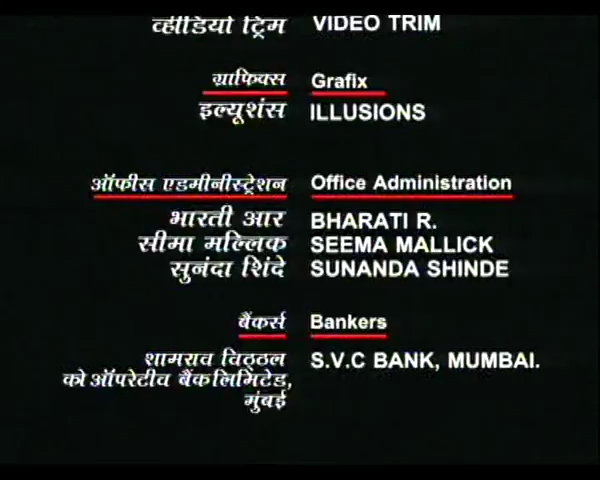 व्हीडियो ट्रिम VIDEO TRIM
ग्राफिक्स Grafix
इल्यूशंस ILLUSIONS
ऑफीस एडमीनीस्ट्रेशन Office Administration
भारती आर BHARATI R.
सीमा मल्लिक SEEMA MALLICK
सुनंदा शिंदे SUNANDA SHINDE
बैंकर्स Bankers
शामराव विठ्ठल S.V.C BANK, MUMBAI.
को ऑपरेटीव बैंक लिमिटेड,
मुंबई